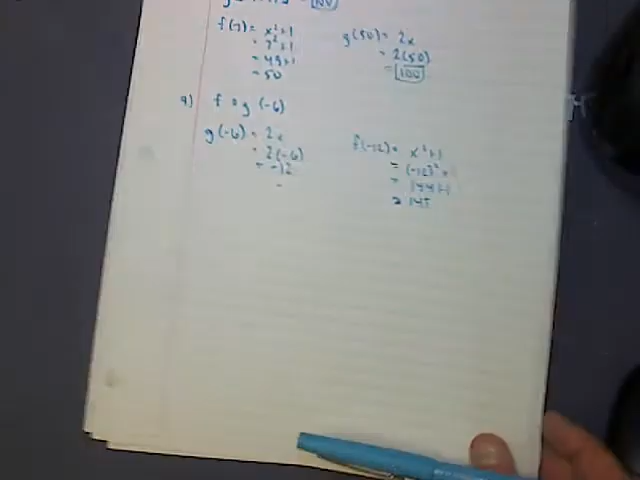 f(7) = x²+1
= 7²+1
= 49+1
= 50
g(50) = 2x
= 2(50)
= 100
9) f o g (-6)
g(-6) = 2x
= 2(-6)
= -12
f(-12) = x²+1
= (-12)²+
= 144+1
= 145